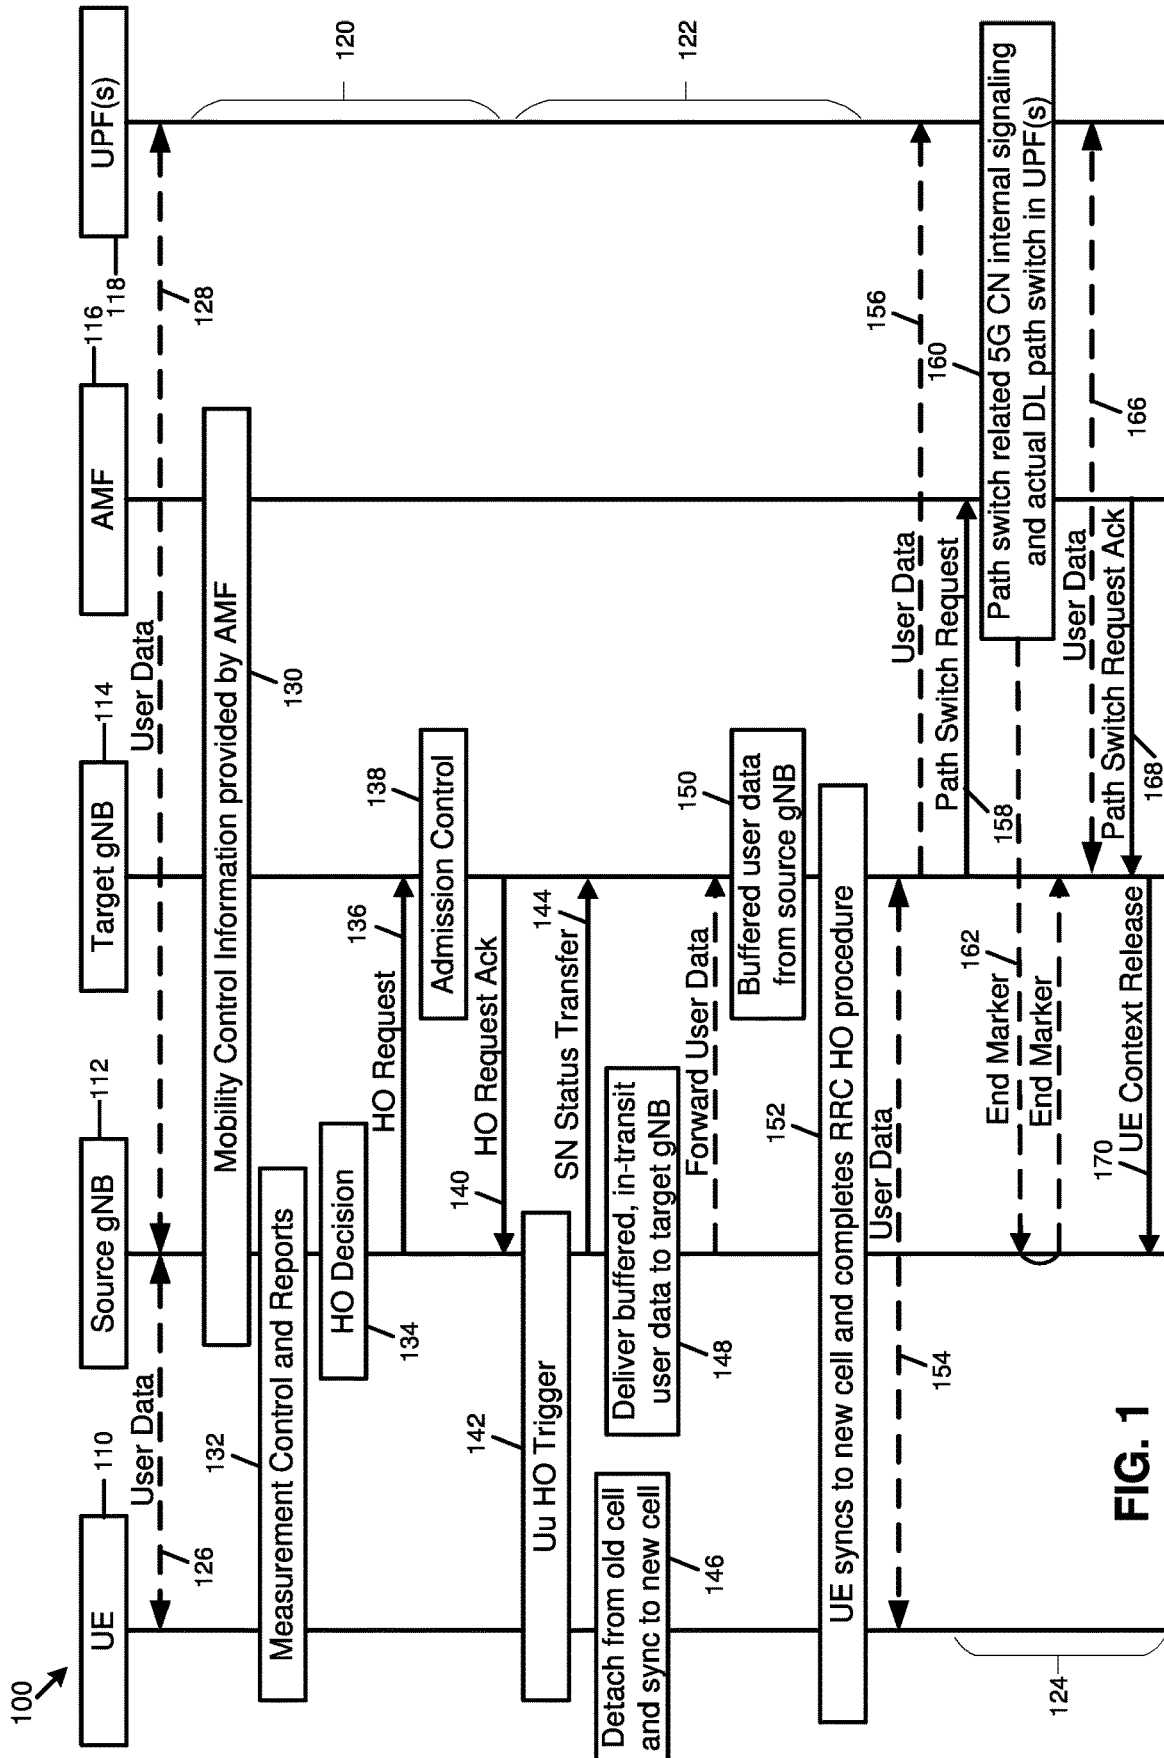 100
UE
110
Source gNB
112
Target gNB
114
AMF
116
UPF(s)
118
User Data
126
User Data
128
Mobility Control Information provided by AMF
130
120
Measurement Control and Reports
132
HO Decision
134
HO Request
136
Admission Control
138
HO Request Ack
140
Uu HO Trigger
142
SN Status Transfer
144
122
Detach from old cell
and sync to new cell
146
Deliver buffered, in-transit
user data to target gNB
148
Forward User Data
Buffered user data
from source gNB
150
UE syncs to new cell and completes RRC HO procedure
152
User Data
154
User Data
156
Path Switch Request
158
Path switch related 5G CN internal signaling
and actual DL path switch in UPF(s)
160
End Marker
162
End Marker
User Data
166
Path Switch Request Ack
168
UE Context Release
170
124
FIG. 1